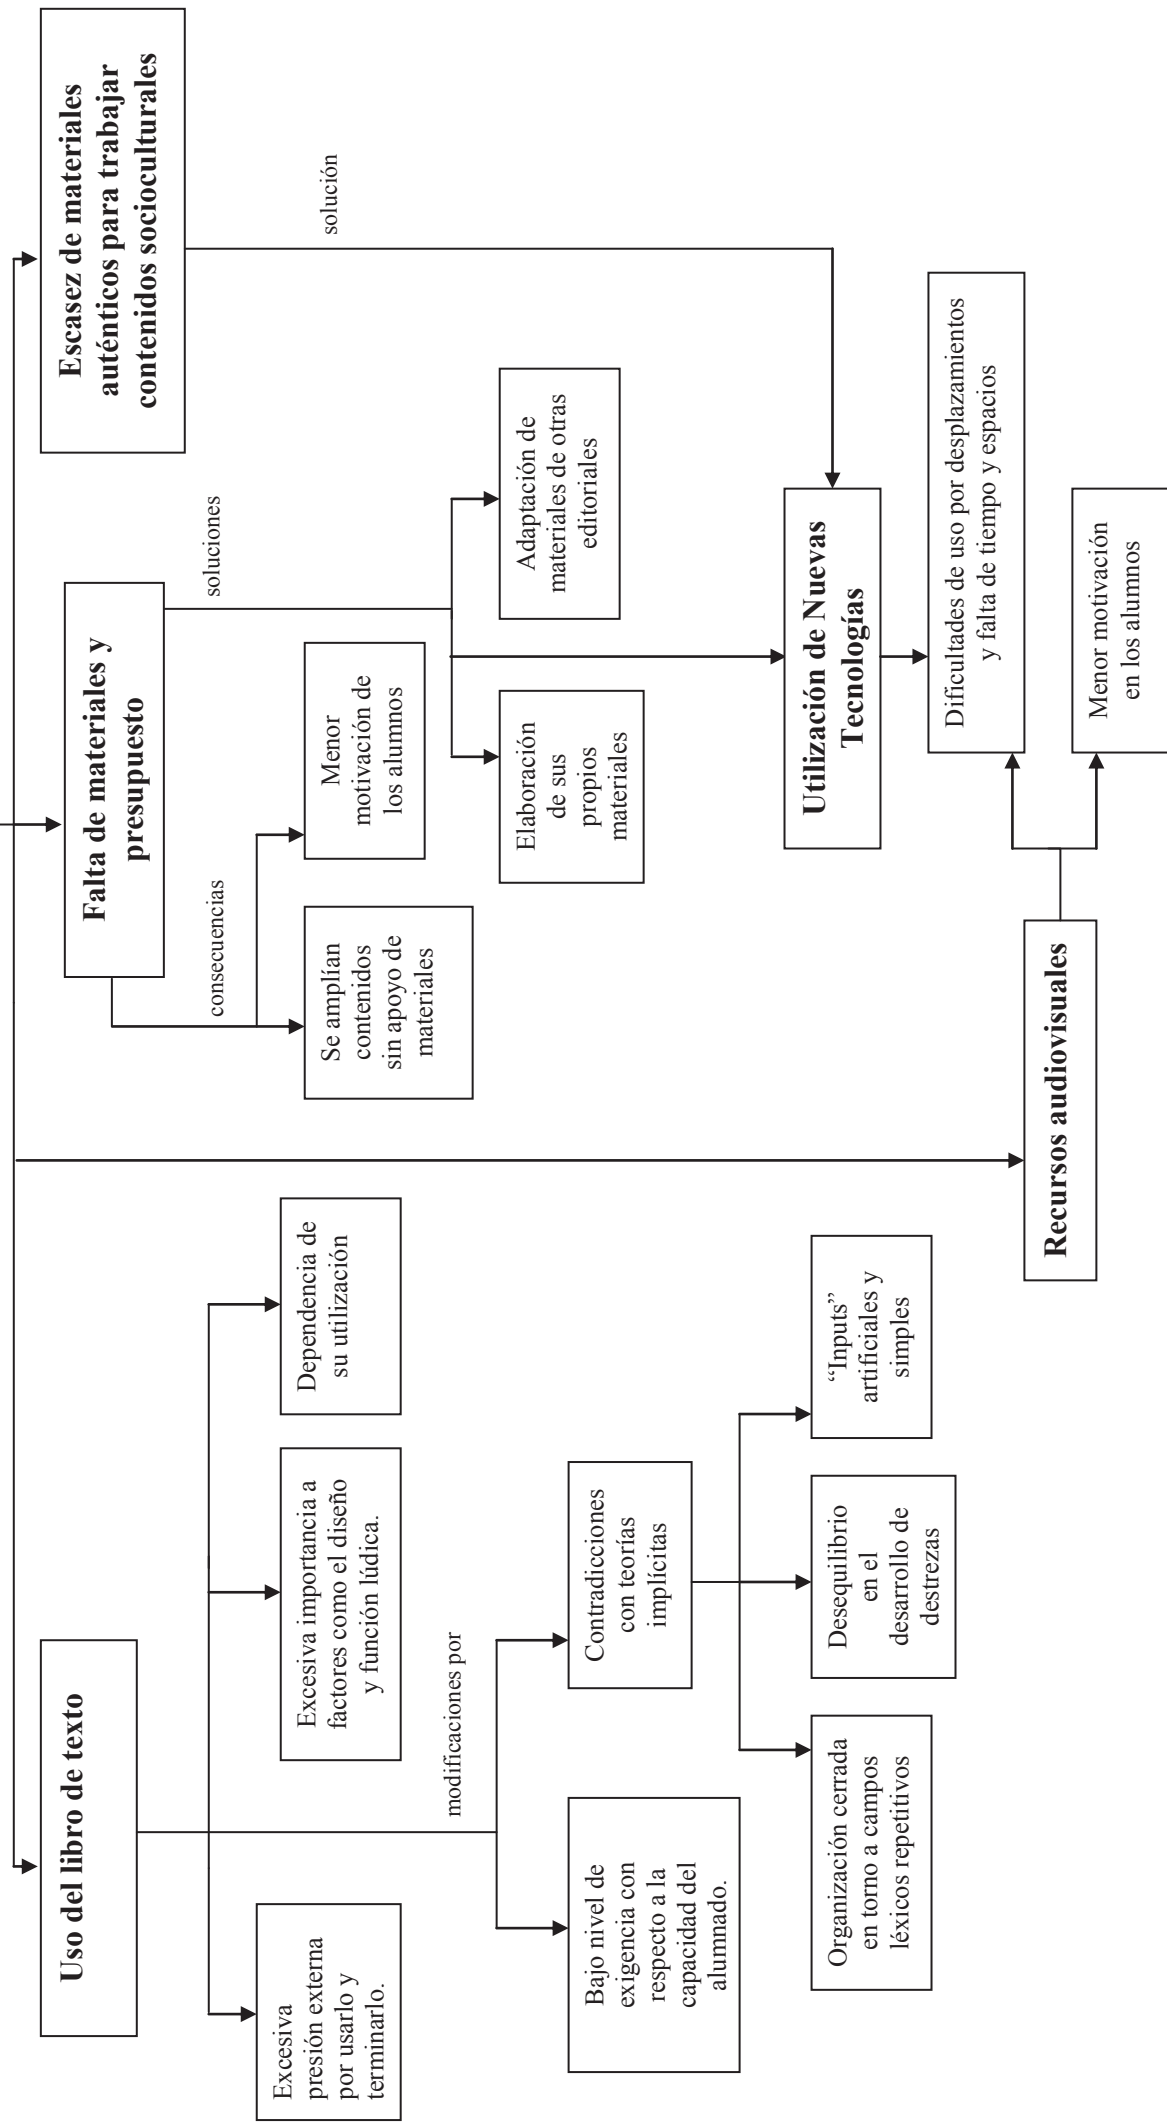 Uso del libro de texto
Falta de materiales y
presupuesto
Escasez de materiales
auténticos para trabajar
contenidos socioculturales
Excesiva
presión externa
por usarlo y
terminarlo.
Excesiva importancia a
factores como el diseño
y función lúdica.
Dependencia de
su utilización
consecuencias
soluciones
solución
Se amplían
contenidos
sin apoyo de
materiales
Menor
motivación de
los alumnos
modificaciones por
Elaboración
de sus
propios
materiales
Adaptación de
materiales de otras
editoriales
Bajo nivel de
exigencia con
respecto a la
capacidad del
alumnado.
Contradicciones
con teorías
implícitas
Utilización de Nuevas
Tecnologías
Organización cerrada
en torno a campos
léxicos repetitivos
Desequilibrio
en el
desarrollo de
destrezas
“Inputs”
artificiales y
simples
Dificultades de uso por desplazamientos
y falta de tiempo y espacios
Recursos audiovisuales
Menor motivación
en los alumnos